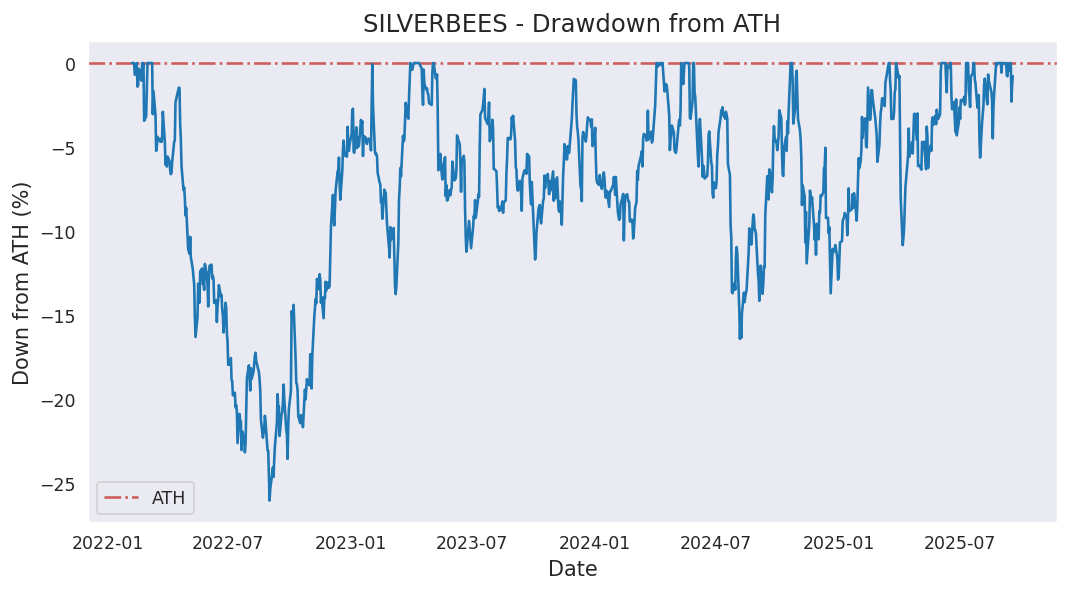 SILVERBEES - Drawdown from ATH
Down from ATH (%)
0
−5
−10
−15
−20
−25
ATH
2022-01 2022-07 2023-01 2023-07 2024-01 2024-07 2025-01 2025-07
Date